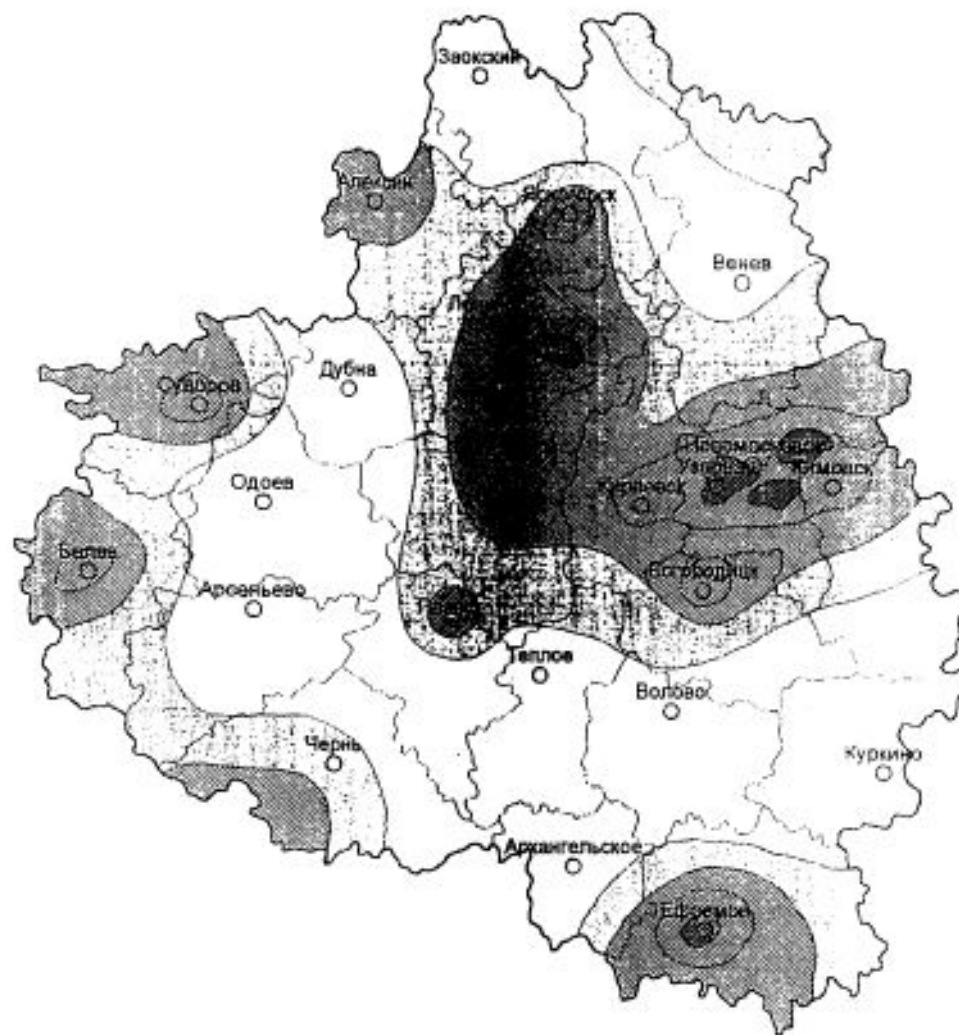 Заокский
Алексин
Ясногорск
Венев
Дубна
Суворов
Одоев
Узловая
Кимовск
Киреевск
Белев
Богородицк
Арсеньево
Теплое
Волово
Чернь
Куркино
Архангельское
Ефремов